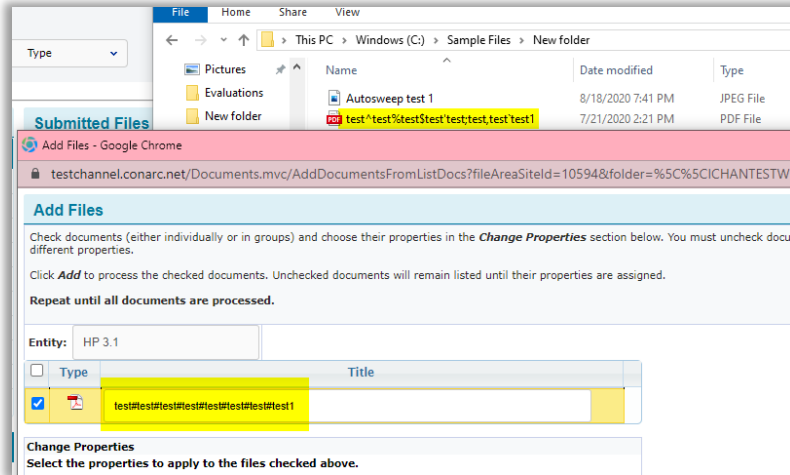 File Home Share View
This PC > Windows (C:) > Sample Files > New folder
Type
Pictures
Name Date modified Type
Evaluations
Autosweep test 1 8/18/2020 7:41 PM JPEG File
New folder
test^test%test$test'test;test,test`test1 7/21/2020 2:21 PM PDF File
Submitted Files
Add Files - Google Chrome
testchannel.conarc.net/Documents.mvc/AddDocumentsFromListDocs?fileAreaSiteId=10594&folder=%5C%5CICHANTESTW
Add Files
Check documents (either individually or in groups) and choose their properties in the Change Properties section below. You must uncheck docu
different properties.
Click Add to process the checked documents. Unchecked documents will remain listed until their properties are assigned.
Repeat until all documents are processed.
Entity: HP 3.1
Type Title
test#test#test#test#test#test#test#test1
Change Properties
Select the properties to apply to the files checked above.